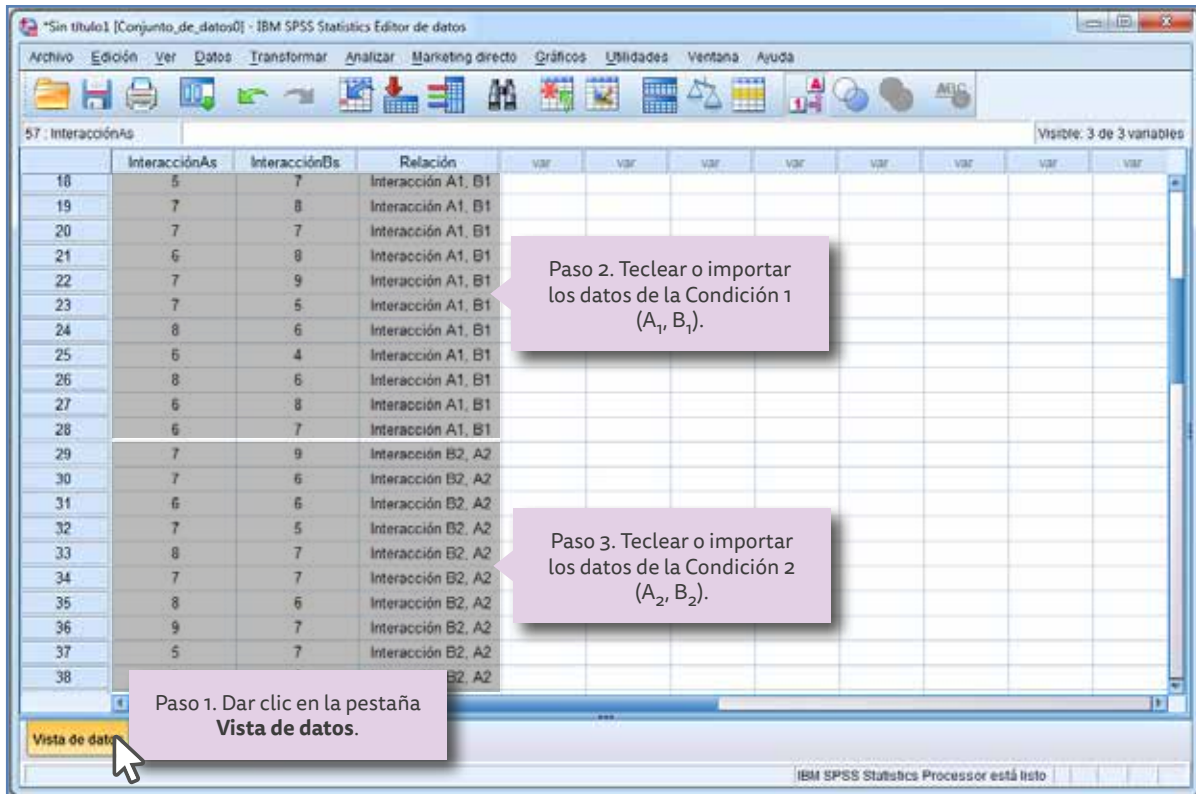 *Sin título1 [Conjunto_de_datos0] - IBM SPSS Statistics Editor de datos
Archivo Edición Ver Datos Transformar Analizar Marketing directo Gráficos Utilidades Ventana Ayuda
57 : InteracciónAs Visible: 3 de 3 variables
InteracciónAs InteracciónBs Relación var var var var var var var var
18 5 7 Interacción A1, B1
19 7 8 Interacción A1, B1
20 7 7 Interacción A1, B1
21 6 8 Interacción A1, B1
22 7 9 Interacción A1, B1
23 7 5 Interacción A1, B1
24 8 6 Interacción A1, B1
25 6 4 Interacción A1, B1
26 8 6 Interacción A1, B1
27 6 8 Interacción A1, B1
28 6 7 Interacción A1, B1
29 7 9 Interacción B2, A2
30 7 6 Interacción B2, A2
31 6 6 Interacción B2, A2
32 7 5 Interacción B2, A2
33 8 7 Interacción B2, A2
34 7 7 Interacción B2, A2
35 8 6 Interacción B2, A2
36 9 7 Interacción B2, A2
37 5 7 Interacción B2, A2
38 B2, A2
Paso 2. Teclear o importar
los datos de la Condición 1
(A₁, B₁).
Paso 3. Teclear o importar
los datos de la Condición 2
(A₂, B₂).
Paso 1. Dar clic en la pestaña
Vista de datos.
Vista de datos
IBM SPSS Statistics Processor está listo